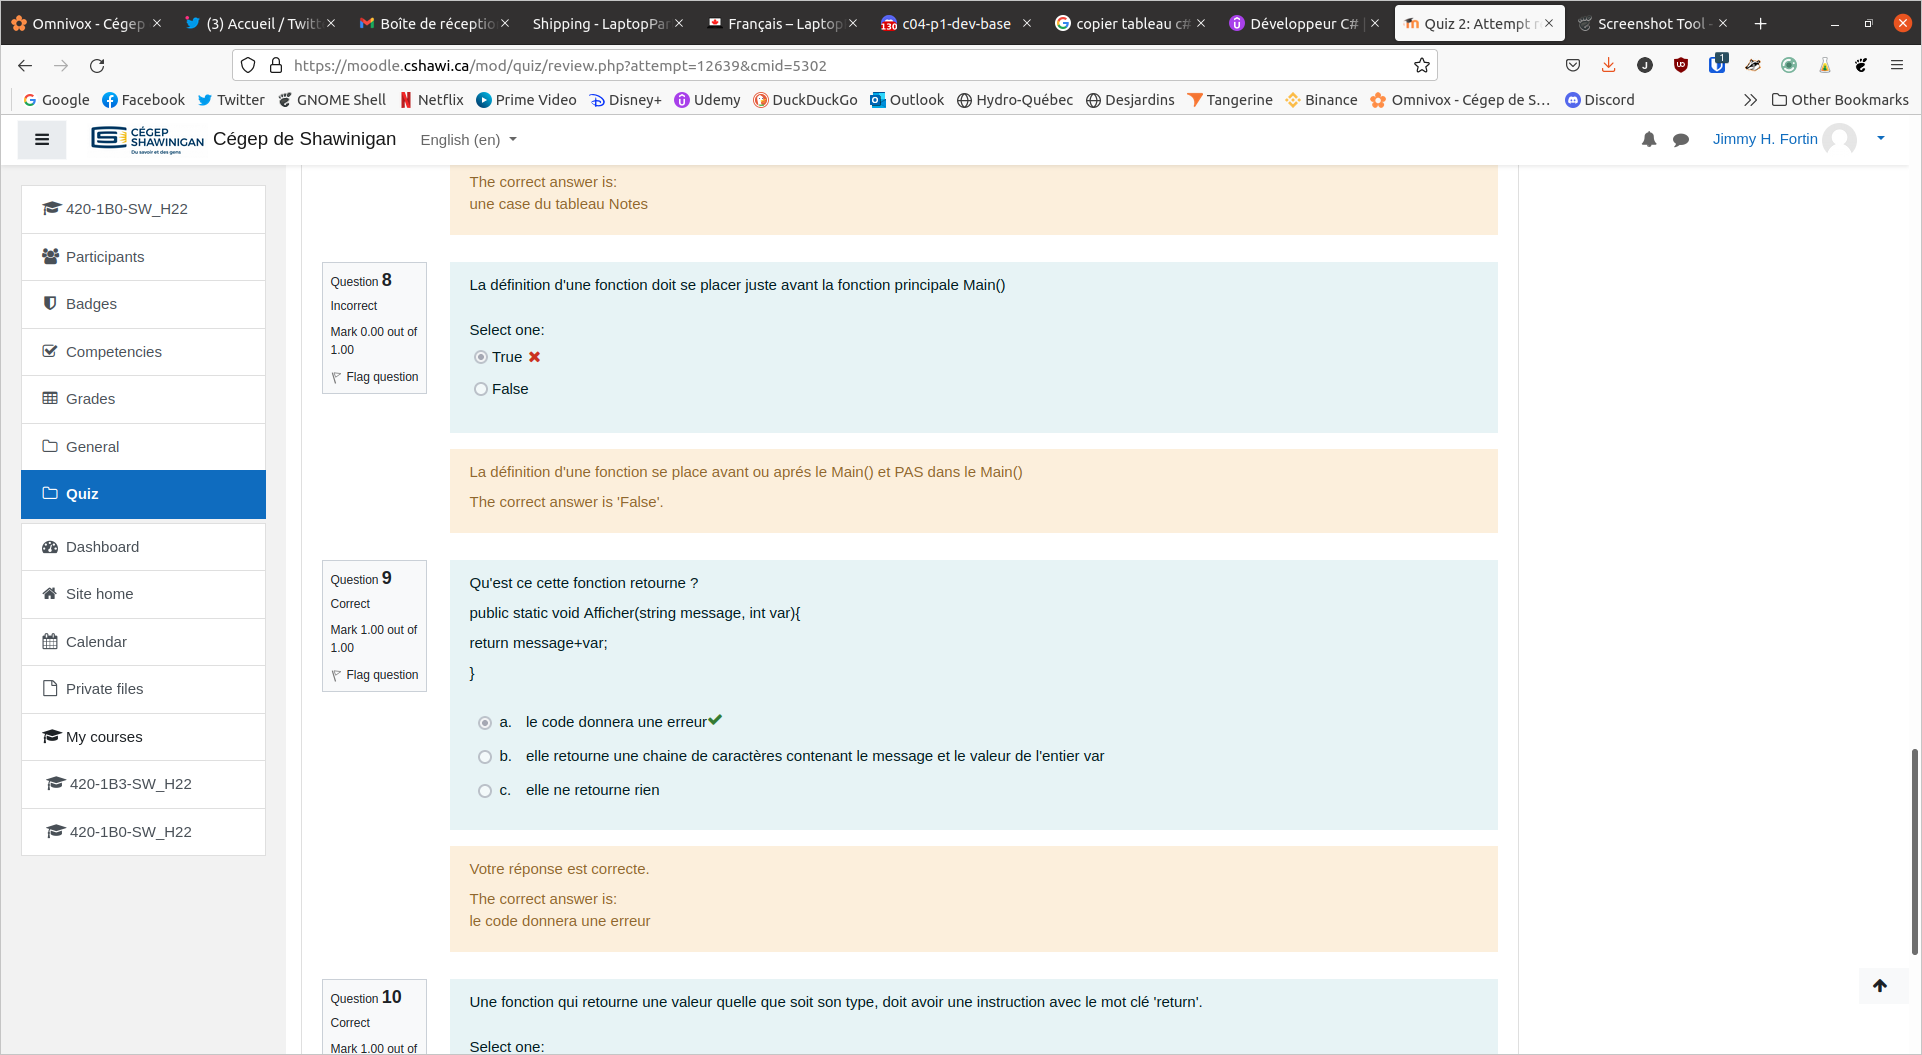 Omnivox - Cégep
(3) Accueil / Twitt
Boîte de réceptio
Shipping - LaptopPar
Français – Laptop
c04-p1-dev-base
copier tableau c#
Développeur C# |
Quiz 2: Attempt r
Screenshot Tool -
https://moodle.cshawi.ca/mod/quiz/review.php?attempt=12639&cmid=5302
Google
Facebook
Twitter
GNOME Shell
Netflix
Prime Video
Disney+
Udemy
DuckDuckGo
Outlook
Hydro-Québec
Desjardins
Tangerine
Binance
Omnivox - Cégep de S…
Discord
Other Bookmarks
CÉGEP
SHAWINIGAN
Du savoir et des gens
Cégep de Shawinigan
English (en)
Jimmy H. Fortin
420-1B0-SW_H22
Participants
Badges
Competencies
Grades
General
Quiz
Dashboard
Site home
Calendar
Private files
My courses
420-1B3-SW_H22
420-1B0-SW_H22
The correct answer is:
une case du tableau Notes
Question 8
Incorrect
Mark 0.00 out of
1.00
Flag question
La définition d'une fonction doit se placer juste avant la fonction principale Main()
Select one:
True
False
La définition d'une fonction se place avant ou aprés le Main() et PAS dans le Main()
The correct answer is 'False'.
Question 9
Correct
Mark 1.00 out of
1.00
Flag question
Qu'est ce cette fonction retourne ?
public static void Afficher(string message, int var){
return message+var;
}
a. le code donnera une erreur
b. elle retourne une chaine de caractères contenant le message et le valeur de l'entier var
c. elle ne retourne rien
Votre réponse est correcte.
The correct answer is:
le code donnera une erreur
Question 10
Correct
Mark 1.00 out of
Une fonction qui retourne une valeur quelle que soit son type, doit avoir une instruction avec le mot clé 'return'.
Select one: